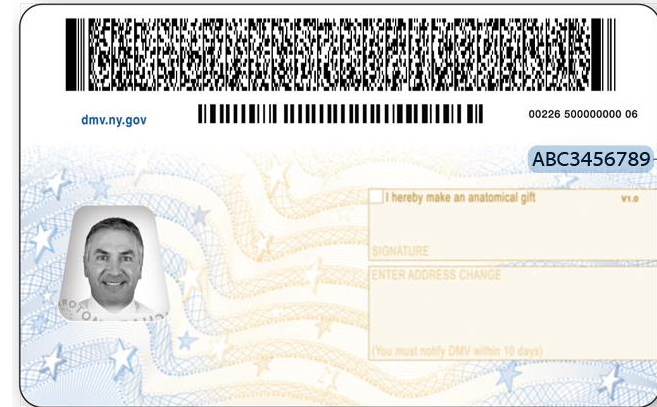 dmv.ny.gov
00226 500000000 06
ABC3456789
I hereby make an anatomical gift V1.0
SIGNATURE
ENTER ADDRESS CHANGE
(You must notify DMV within 10 days)